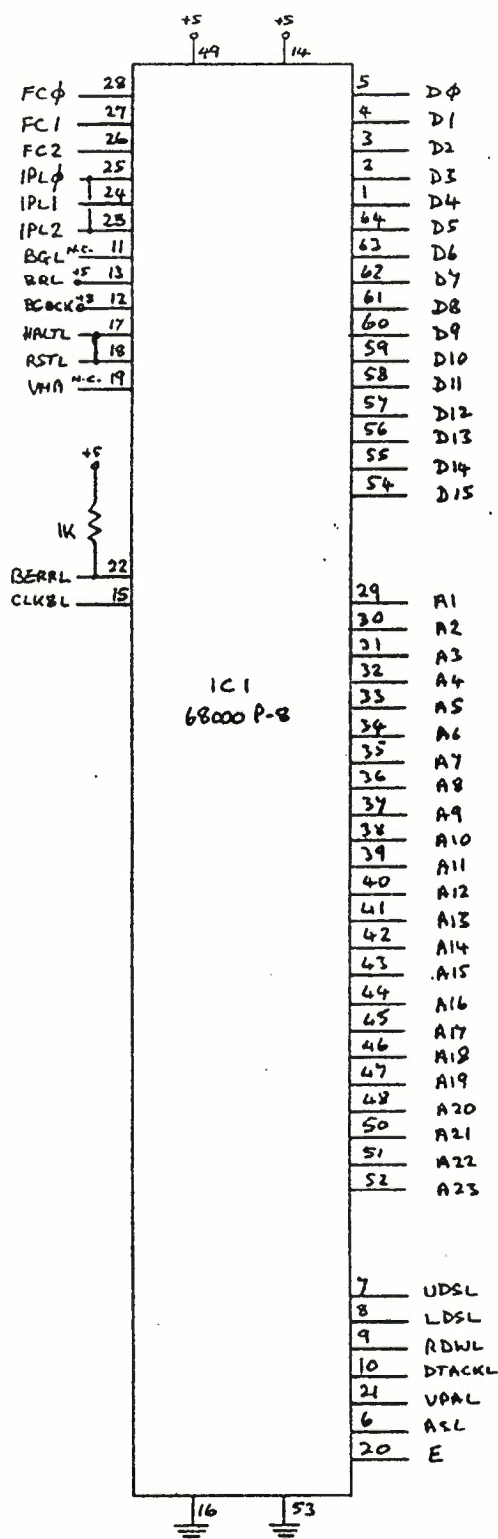 +5 +5
49 14
FCϕ 28
FC1 27
FC2 26
IPLϕ 25
IPL1 24
IPL2 23
BGL N.C. 11
BRL +5 13
BGACK +5 12
HALTL 17
RSTL 18
VMA N.C. 19
+5
1K
BERRL 22
CLK8L 15
IC1
68000 P-8
5 Dϕ
4 D1
3 D2
2 D3
1 D4
64 D5
63 D6
62 D7
61 D8
60 D9
59 D10
58 D11
57 D12
56 D13
55 D14
54 D15
29 A1
30 A2
31 A3
32 A4
33 A5
34 A6
35 A7
36 A8
37 A9
38 A10
39 A11
40 A12
41 A13
42 A14
43 A15
44 A16
45 A17
46 A18
47 A19
48 A20
50 A21
51 A22
52 A23
7 UDSL
8 LDSL
9 RDWL
10 DTACKL
21 VPAL
6 ASL
20 E
16 53